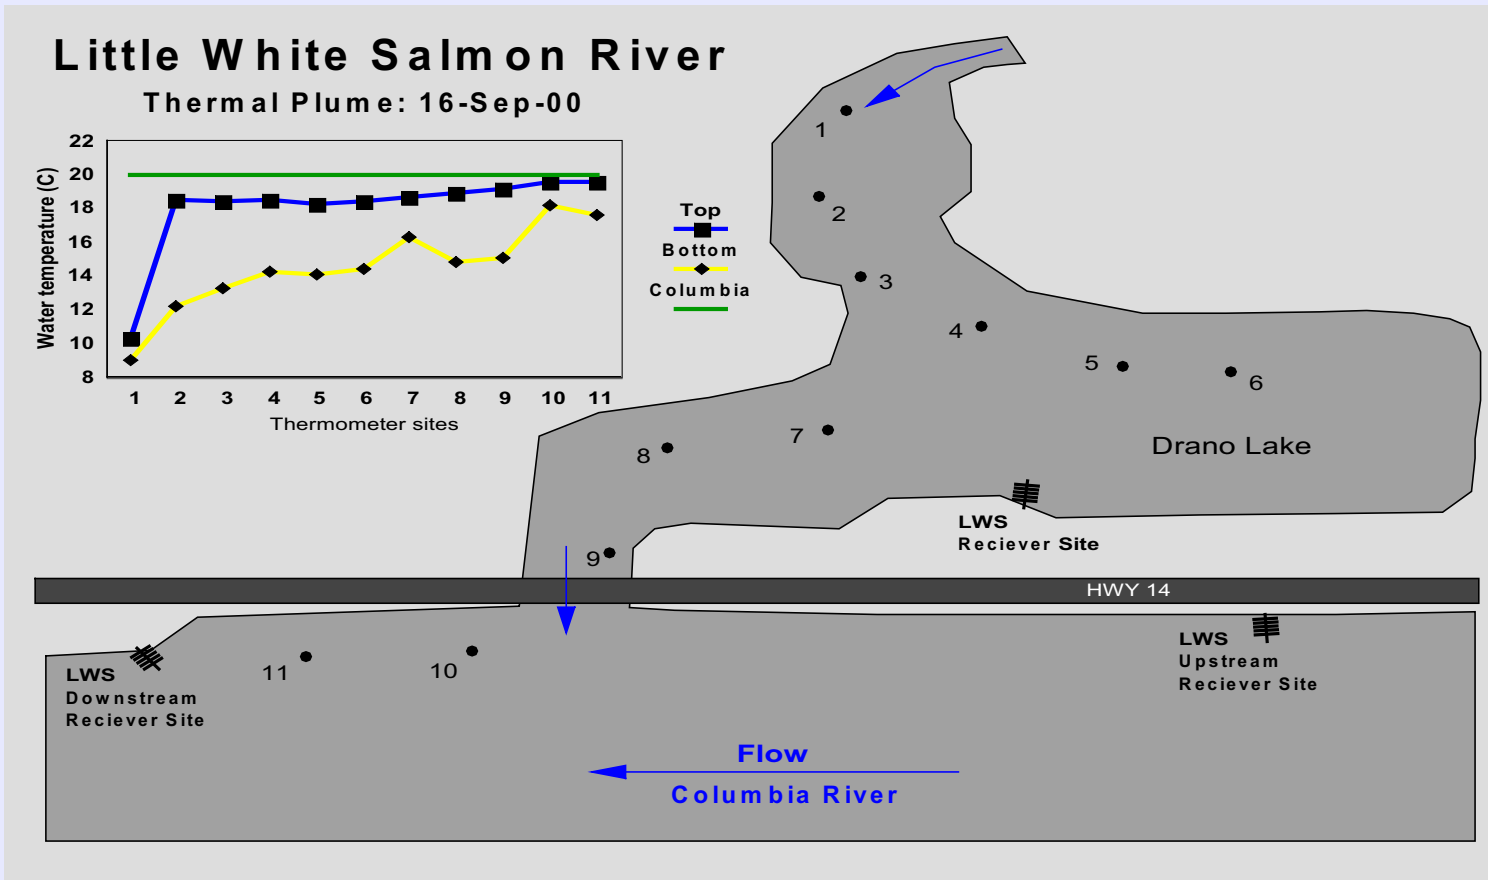 Little White Salmon River
Thermal Plume: 16-Sep-00
Water temperature (C)
22
20
18
16
14
12
10
8
1 2 3 4 5 6 7 8 9 10 11
Thermometer sites
Top
Bottom
Columbia
1
2
3
4
5
6
7
8
9
Drano Lake
LWS
Reciever Site
HWY 14
LWS
Upstream
Reciever Site
10
11
LWS
Downstream
Reciever Site
Flow
Columbia River